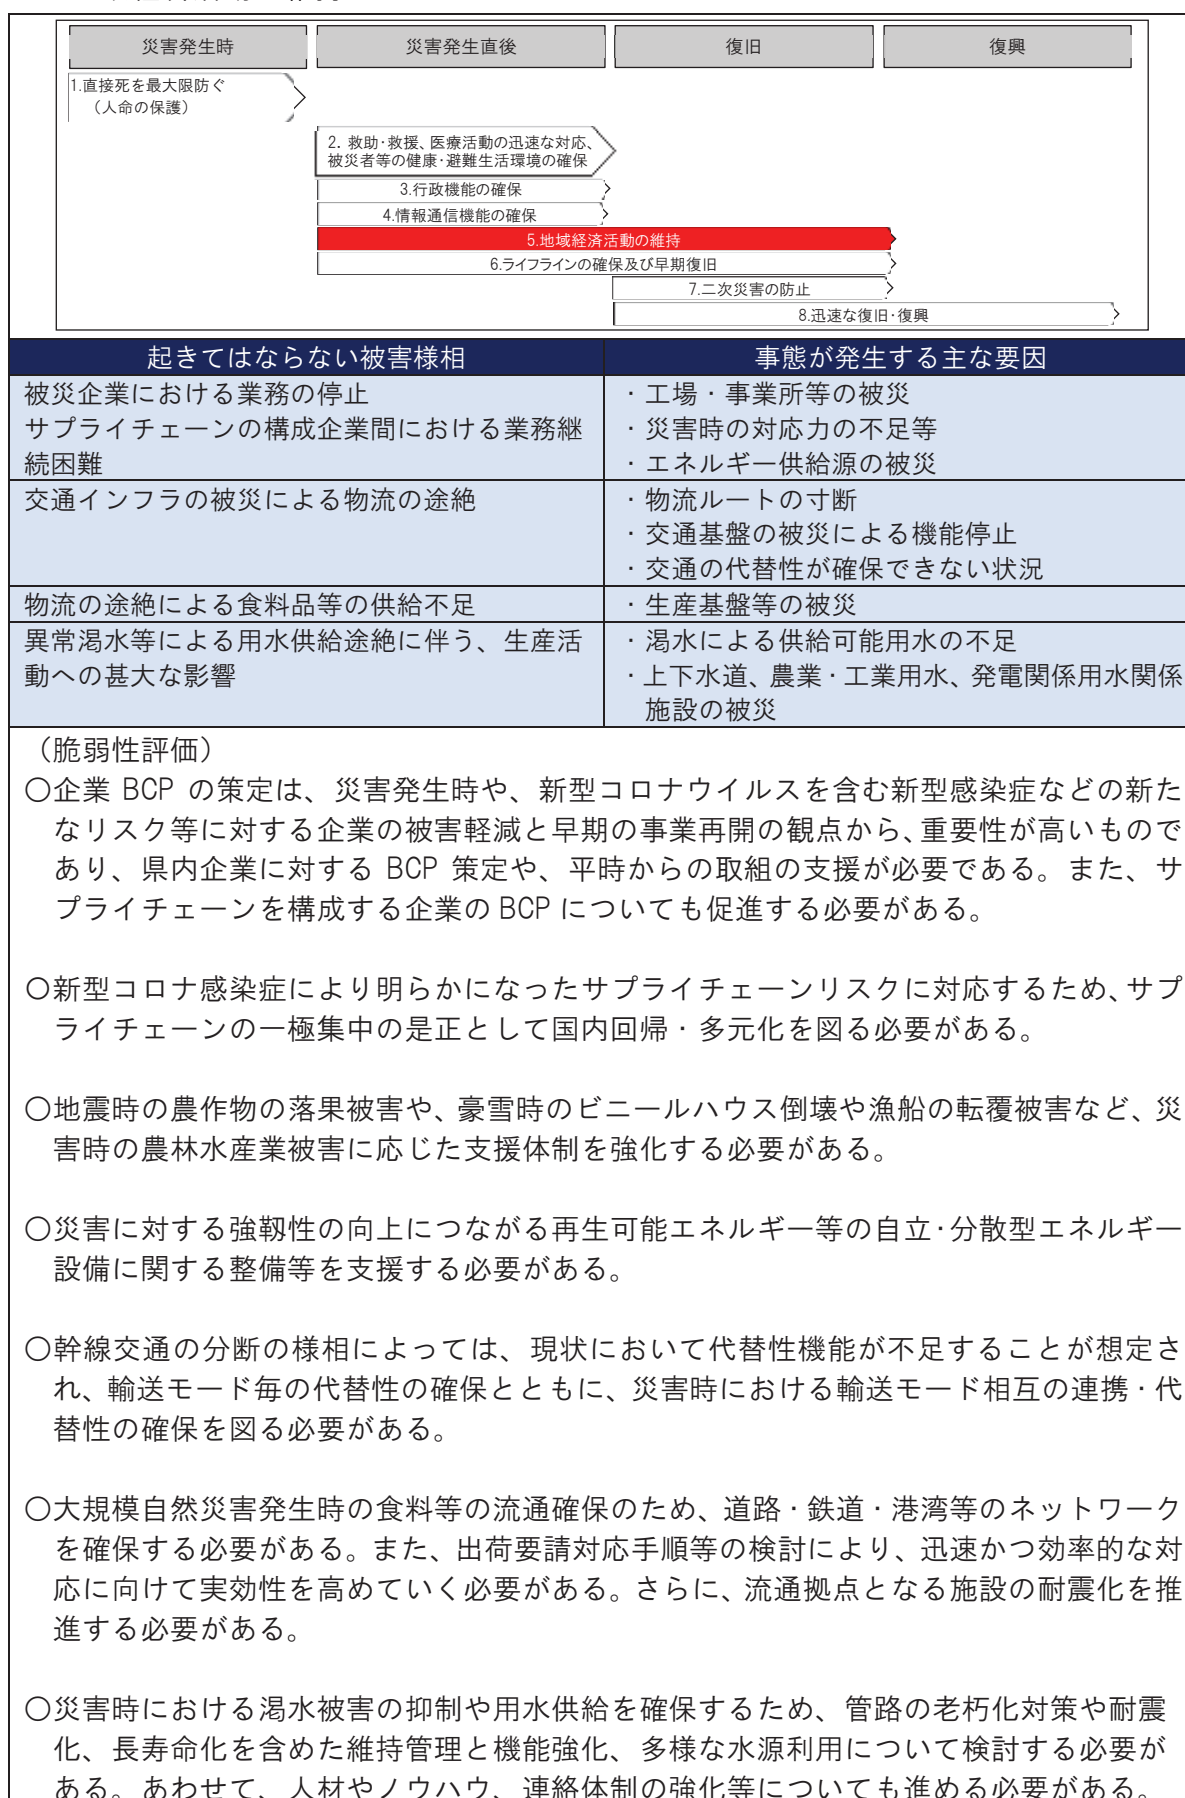 災害発生時
災害発生直後
復旧
復興
1.直接死を最大限防ぐ
（人命の保護）
2. 救助･救援、医療活動の迅速な対応、
被災者等の健康･避難生活環境の確保
3.行政機能の確保
4.情報通信機能の確保
5.地域経済活動の維持
6.ライフラインの確保及び早期復旧
7.二次災害の防止
8.迅速な復旧･復興
起きてはならない被害様相
事態が発生する主な要因
被災企業における業務の停止
サプライチェーンの構成企業間における業務継
続困難
・工場・事業所等の被災
・災害時の対応力の不足等
・エネルギー供給源の被災
交通インフラの被災による物流の途絶
・物流ルートの寸断
・交通基盤の被災による機能停止
・交通の代替性が確保できない状況
物流の途絶による食料品等の供給不足
・生産基盤等の被災
異常渇水等による用水供給途絶に伴う、生産活
動への甚大な影響
・渇水による供給可能用水の不足
・上下水道、農業・工業用水、発電関係用水関係
施設の被災
（脆弱性評価）
〇企業 BCP の策定は、災害発生時や、新型コロナウイルスを含む新型感染症などの新た
なリスク等に対する企業の被害軽減と早期の事業再開の観点から、重要性が高いもので
あり、県内企業に対する BCP 策定や、平時からの取組の支援が必要である。また、サ
プライチェーンを構成する企業の BCP についても促進する必要がある。
〇新型コロナ感染症により明らかになったサプライチェーンリスクに対応するため、サプ
ライチェーンの一極集中の是正として国内回帰・多元化を図る必要がある。
〇地震時の農作物の落果被害や、豪雪時のビニールハウス倒壊や漁船の転覆被害など、災
害時の農林水産業被害に応じた支援体制を強化する必要がある。
〇災害に対する強靱性の向上につながる再生可能エネルギー等の自立･分散型エネルギー
設備に関する整備等を支援する必要がある。
〇幹線交通の分断の様相によっては、現状において代替性機能が不足することが想定さ
れ、輸送モード毎の代替性の確保とともに、災害時における輸送モード相互の連携・代
替性の確保を図る必要がある。
〇大規模自然災害発生時の食料等の流通確保のため、道路・鉄道・港湾等のネットワーク
を確保する必要がある。また、出荷要請対応手順等の検討により、迅速かつ効率的な対
応に向けて実効性を高めていく必要がある。さらに、流通拠点となる施設の耐震化を推
進する必要がある。
〇災害時における渇水被害の抑制や用水供給を確保するため、管路の老朽化対策や耐震
化、長寿命化を含めた維持管理と機能強化、多様な水源利用について検討する必要が
ある。あわせて、人材やノウハウ、連絡体制の強化等についても進める必要がある。